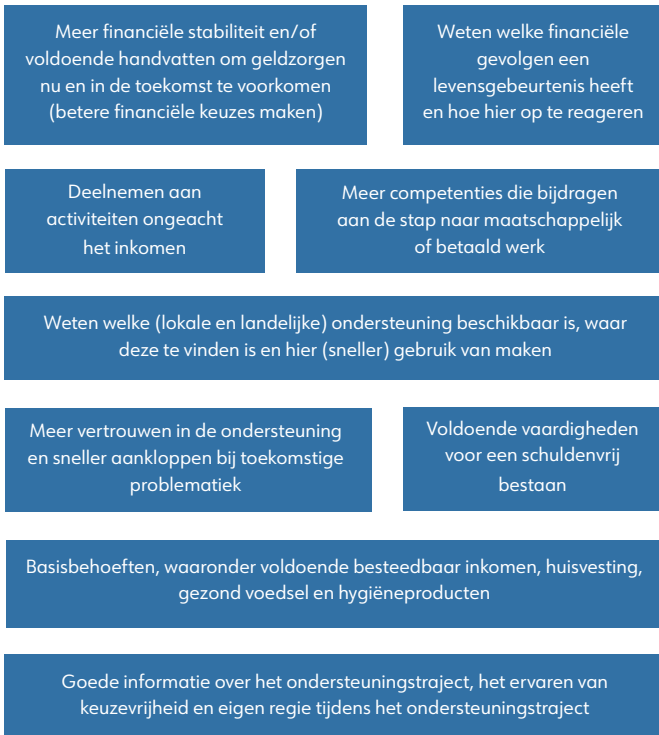 Meer financiële stabiliteit en/of
voldoende handvatten om geldzorgen
nu en in de toekomst te voorkomen
(betere financiële keuzes maken)
Weten welke financiële
gevolgen een
levensgebeurtenis heeft
en hoe hier op te reageren
Deelnemen aan
activiteiten ongeacht
het inkomen
Meer competenties die bijdragen
aan de stap naar maatschappelijk
of betaald werk
Weten welke (lokale en landelijke) ondersteuning beschikbaar is, waar
deze te vinden is en hier (sneller) gebruik van maken
Meer vertrouwen in de ondersteuning
en sneller aankloppen bij toekomstige
problematiek
Voldoende vaardigheden
voor een schuldenvrij
bestaan
Basisbehoeften, waaronder voldoende besteedbaar inkomen, huisvesting,
gezond voedsel en hygiëneproducten
Goede informatie over het ondersteuningstraject, het ervaren van
keuzevrijheid en eigen regie tijdens het ondersteuningstraject